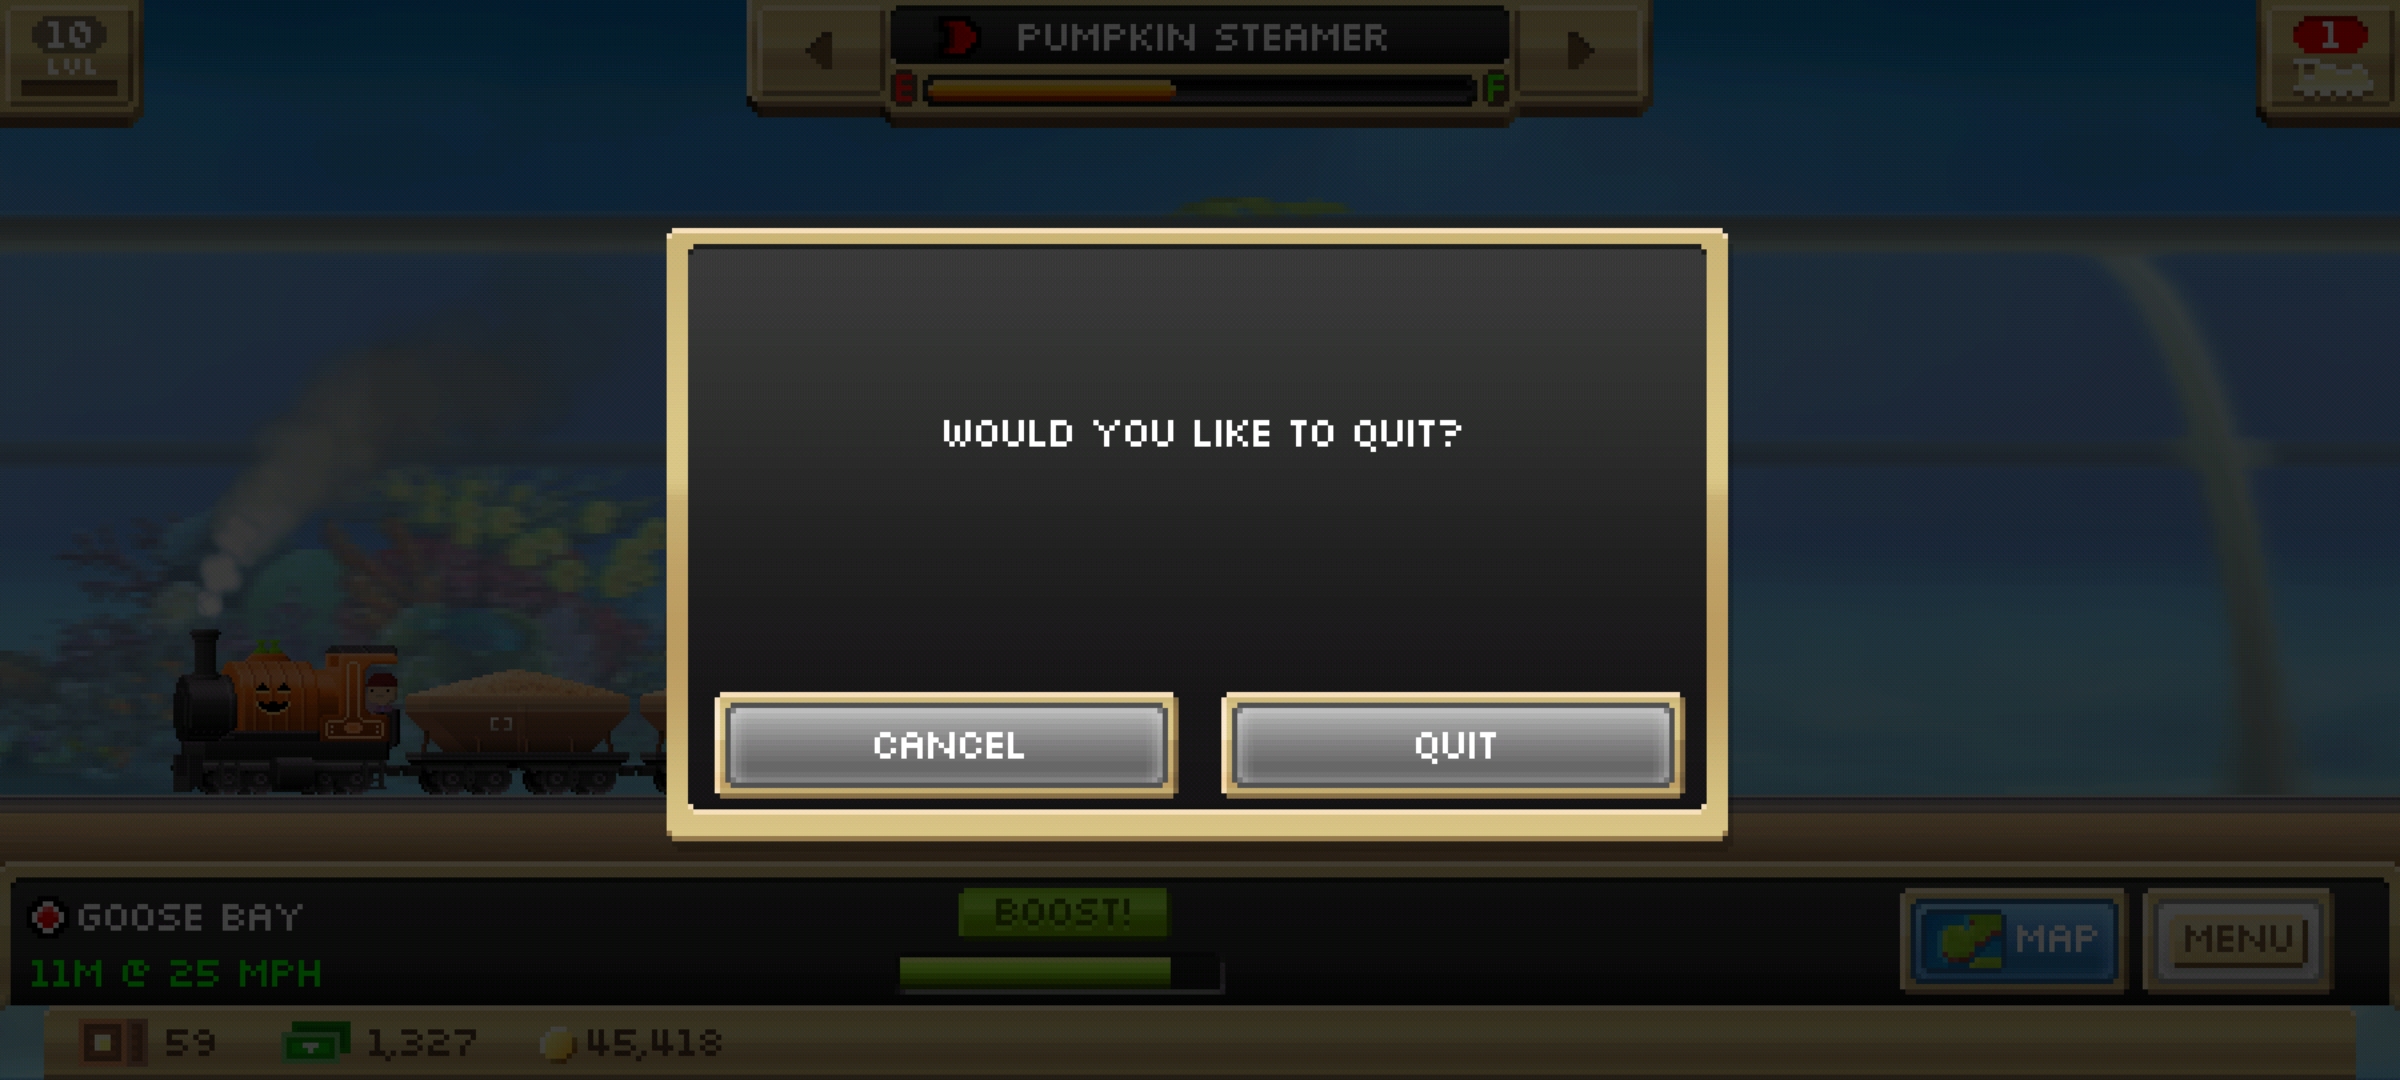 10
LVL
PUMPKIN STEAMER
E
F
1
WOULD YOU LIKE TO QUIT?
CANCEL
QUIT
GOOSE BAY
11M @ 25 MPH
BOOST!
MAP
MENU
59
1,327
45,418